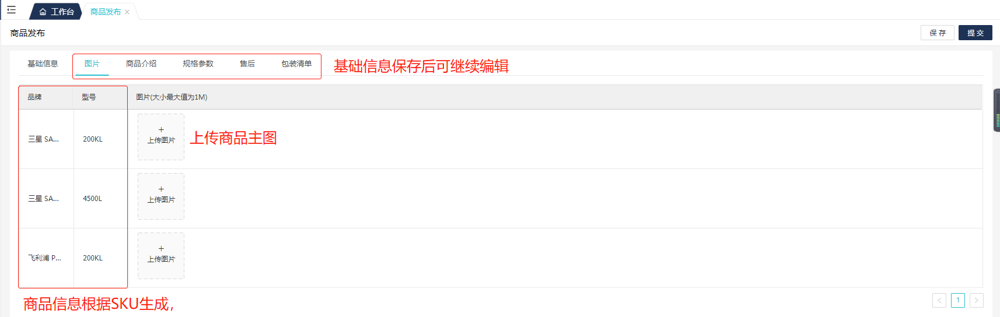 工作台 商品发布
商品发布 保存 提交
基础信息 图片 商品介绍 规格参数 售后 包装清单 基础信息保存后可继续编辑
品牌 型号 图片(大小最大值为1M)
三星 SA... 200KL + 上传图片 上传商品主图
三星 SA... 4500L + 上传图片
飞利浦 P... 200KL + 上传图片
< 1 >
商品信息根据SKU生成，